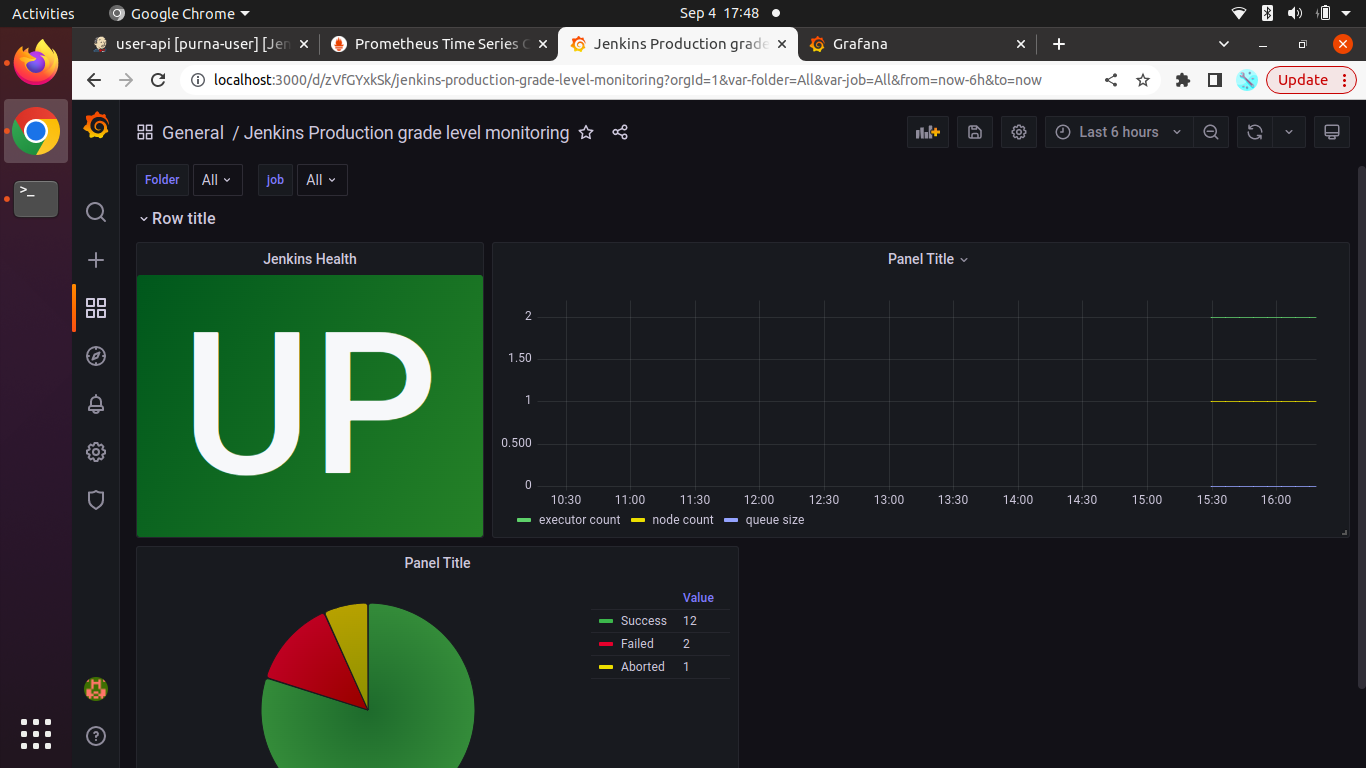 Activities Google Chrome Sep 4 17:48
user-api [purna-user] [Jen Prometheus Time Series C Jenkins Production grade Grafana
localhost:3000/d/zVfGYxkSk/jenkins-production-grade-level-monitoring?orgId=1&var-folder=All&var-job=All&from=now-6h&to=now Update
General / Jenkins Production grade level monitoring Last 6 hours
Folder All job All
Row title
Jenkins Health
UP
Panel Title
2
1.50
1
0.500
0
10:30 11:00 11:30 12:00 12:30 13:00 13:30 14:00 14:30 15:00 15:30 16:00
executor count node count queue size
Panel Title
Value
Success 12
Failed 2
Aborted 1